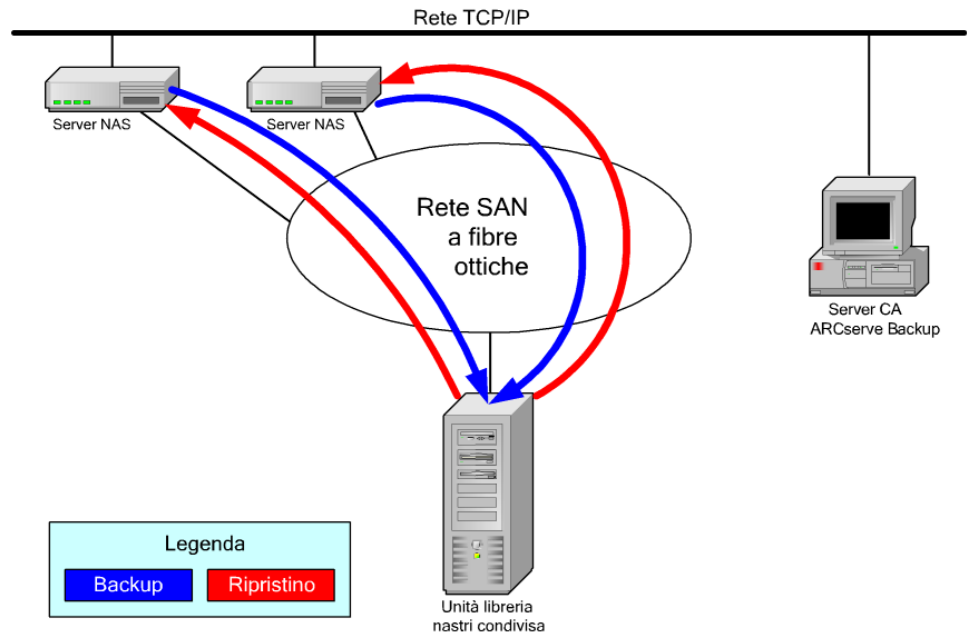 Rete TCP/IP
Server NAS
Server NAS
Rete SAN
a fibre
ottiche
Server CA
ARCserve Backup
Unità libreria
nastri condivisa
Legenda
Backup
Ripristino